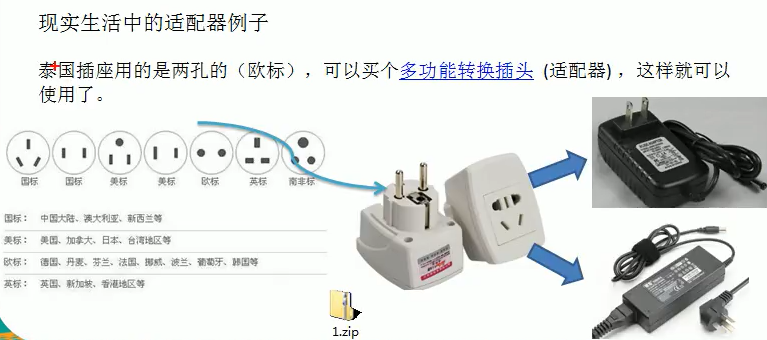 现实生活中的适配器例子
泰国插座用的是两孔的（欧标），可以买个多功能转换插头 (适配器) ，这样就可以
使用了。
国标 国标 美标 美标 欧标 英标 南非标
国标： 中国大陆、澳大利亚、新西兰等
美标： 美国、加拿大、日本、台湾地区等
欧标： 德国、丹麦、芬兰、法国、挪威、波兰、葡萄牙、韩国等
英标： 英国、新加坡、香港地区等
1.zip